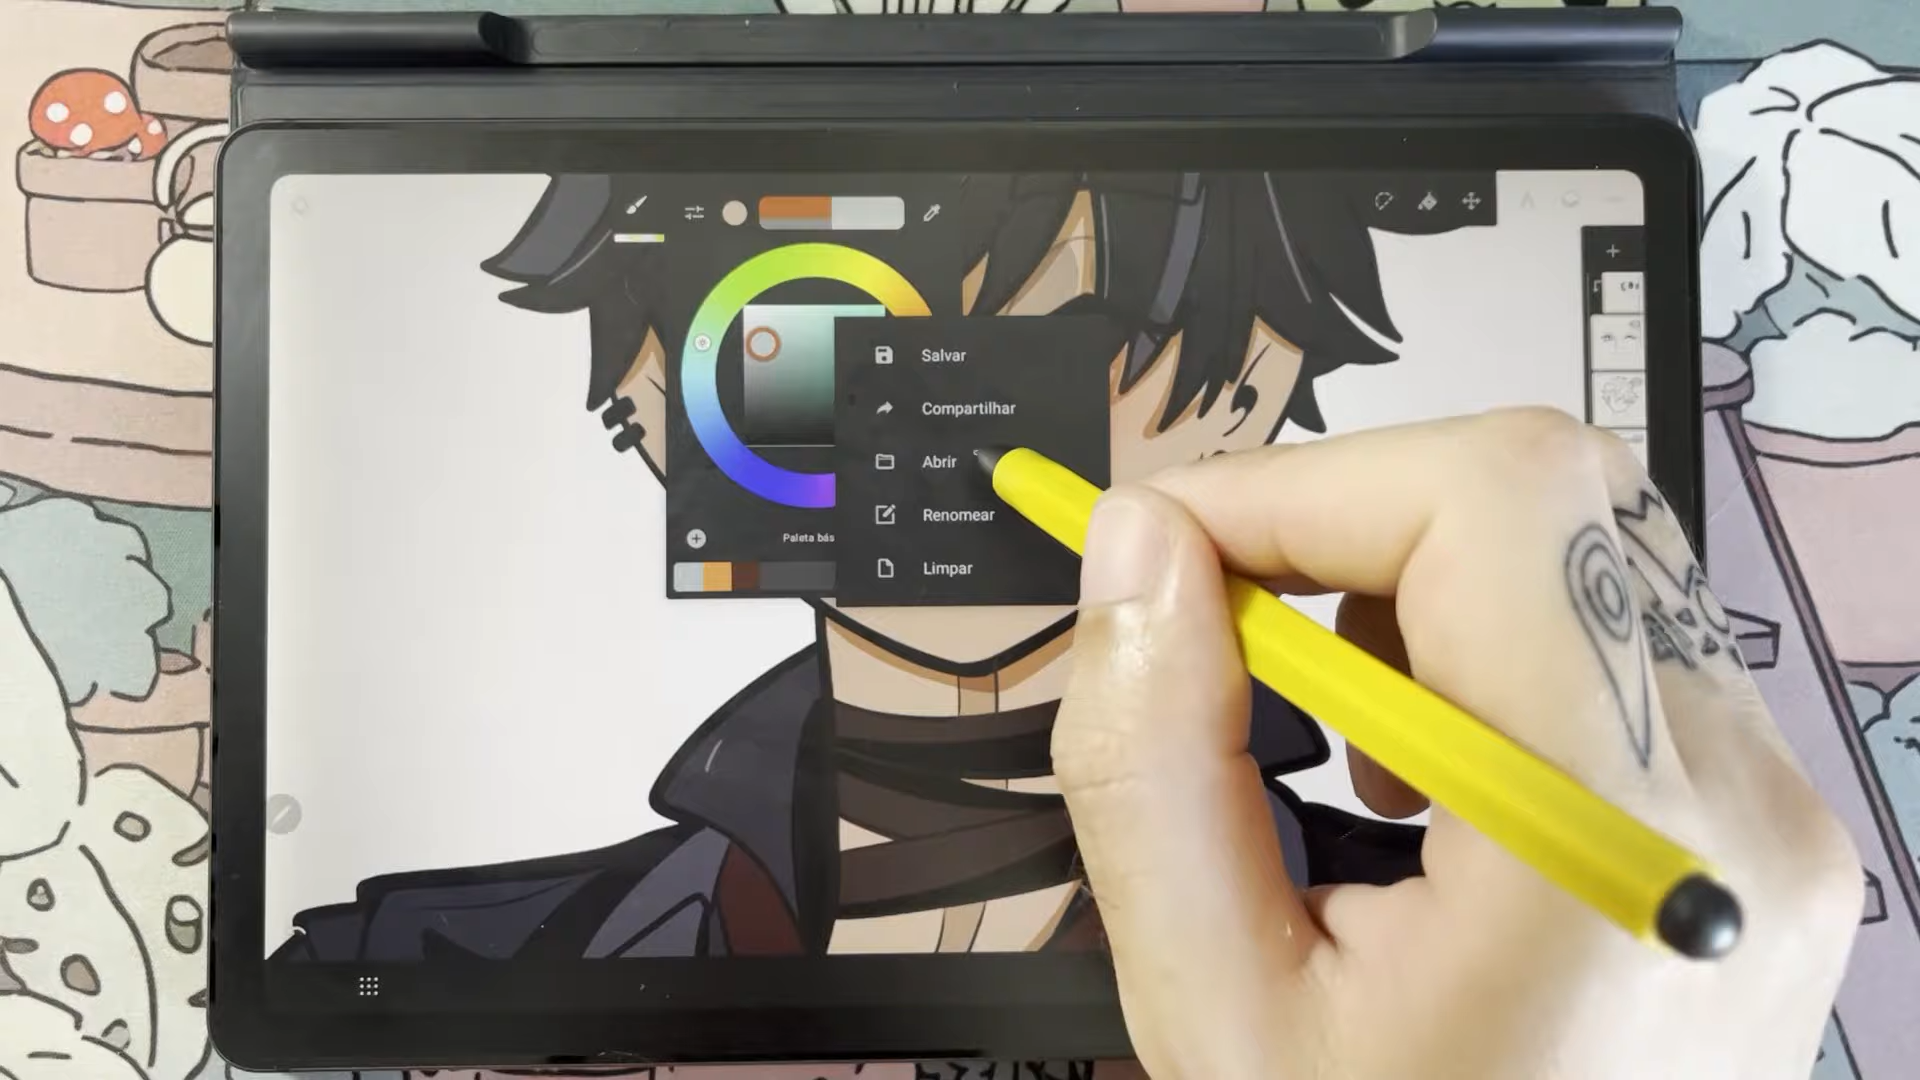 Salvar
Compartilhar
Abrir
Renomear
Paleta bás
Limpar